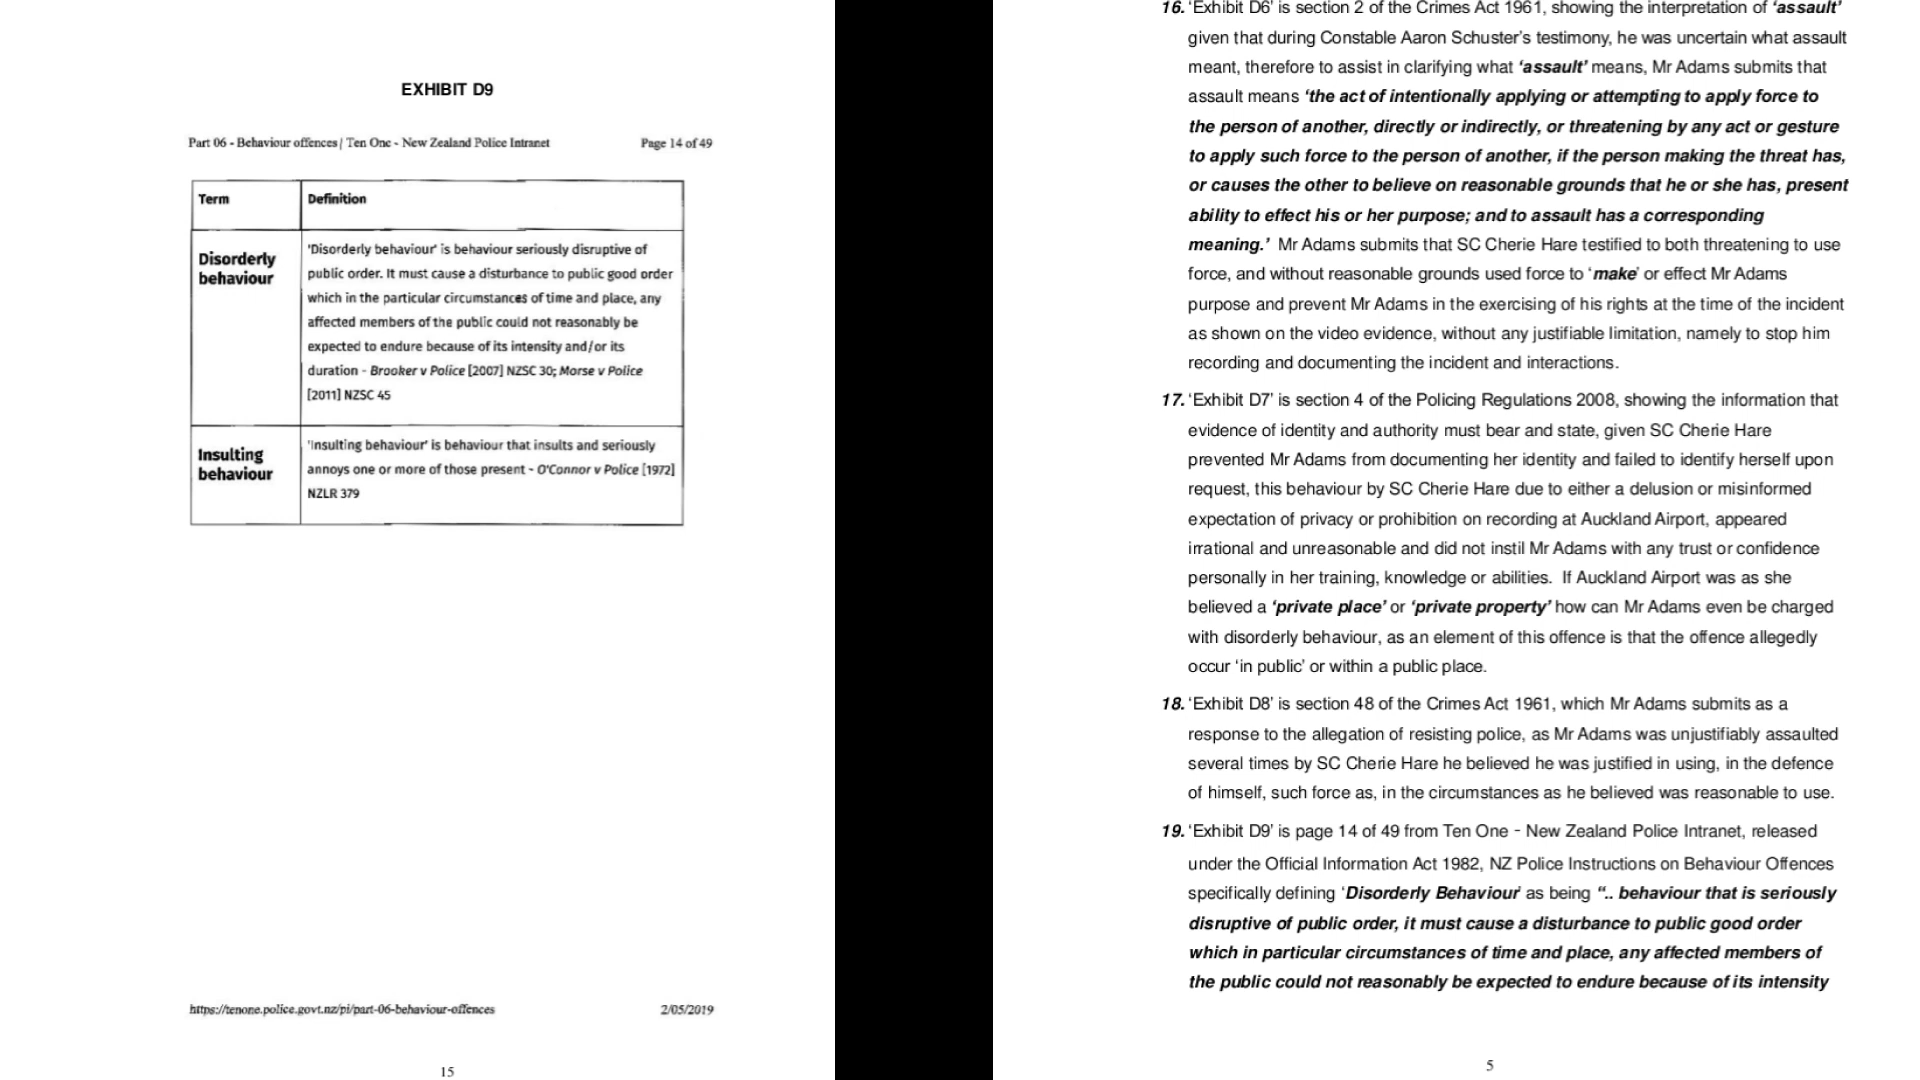 EXHIBIT D9
Part 06 - Behaviour offences | Ten One - New Zealand Police Intranet
Page 14 of 49
Term
Definition
Disorderly
behaviour
'Disorderly behaviour' is behaviour seriously disruptive of
public order. It must cause a disturbance to public good order
which in the particular circumstances of time and place, any
affected members of the public could not reasonably be
expected to endure because of its intensity and/or its
duration - Brooker v Police [2007] NZSC 30; Morse v Police
[2011] NZSC 45
Insulting
behaviour
'Insulting behaviour' is behaviour that insults and seriously
annoys one or more of those present - O'Connor v Police [1972]
NZLR 379
https://tenone.police.govt.nz/pi/part-06-behaviour-offences
2/05/2019
15
16. 'Exhibit D6' is section 2 of the Crimes Act 1961, showing the interpretation of 'assault'
given that during Constable Aaron Schuster's testimony, he was uncertain what assault
meant, therefore to assist in clarifying what 'assault' means, Mr Adams submits that
assault means 'the act of intentionally applying or attempting to apply force to
the person of another, directly or indirectly, or threatening by any act or gesture
to apply such force to the person of another, if the person making the threat has,
or causes the other to believe on reasonable grounds that he or she has, present
ability to effect his or her purpose; and to assault has a corresponding
meaning.' Mr Adams submits that SC Cherie Hare testified to both threatening to use
force, and without reasonable grounds used force to 'make' or effect Mr Adams
purpose and prevent Mr Adams in the exercising of his rights at the time of the incident
as shown on the video evidence, without any justifiable limitation, namely to stop him
recording and documenting the incident and interactions.
17. 'Exhibit D7' is section 4 of the Policing Regulations 2008, showing the information that
evidence of identity and authority must bear and state, given SC Cherie Hare
prevented Mr Adams from documenting her identity and failed to identify herself upon
request, this behaviour by SC Cherie Hare due to either a delusion or misinformed
expectation of privacy or prohibition on recording at Auckland Airport, appeared
irrational and unreasonable and did not instil Mr Adams with any trust or confidence
personally in her training, knowledge or abilities. If Auckland Airport was as she
believed a 'private place' or 'private property' how can Mr Adams even be charged
with disorderly behaviour, as an element of this offence is that the offence allegedly
occur 'in public' or within a public place.
18. 'Exhibit D8' is section 48 of the Crimes Act 1961, which Mr Adams submits as a
response to the allegation of resisting police, as Mr Adams was unjustifiably assaulted
several times by SC Cherie Hare he believed he was justified in using, in the defence
of himself, such force as, in the circumstances as he believed was reasonable to use.
19. 'Exhibit D9' is page 14 of 49 from Ten One - New Zealand Police Intranet, released
under the Official Information Act 1982, NZ Police Instructions on Behaviour Offences
specifically defining 'Disorderly Behaviour' as being ".. behaviour that is seriously
disruptive of public order, it must cause a disturbance to public good order
which in particular circumstances of time and place, any affected members of
the public could not reasonably be expected to endure because of its intensity
5